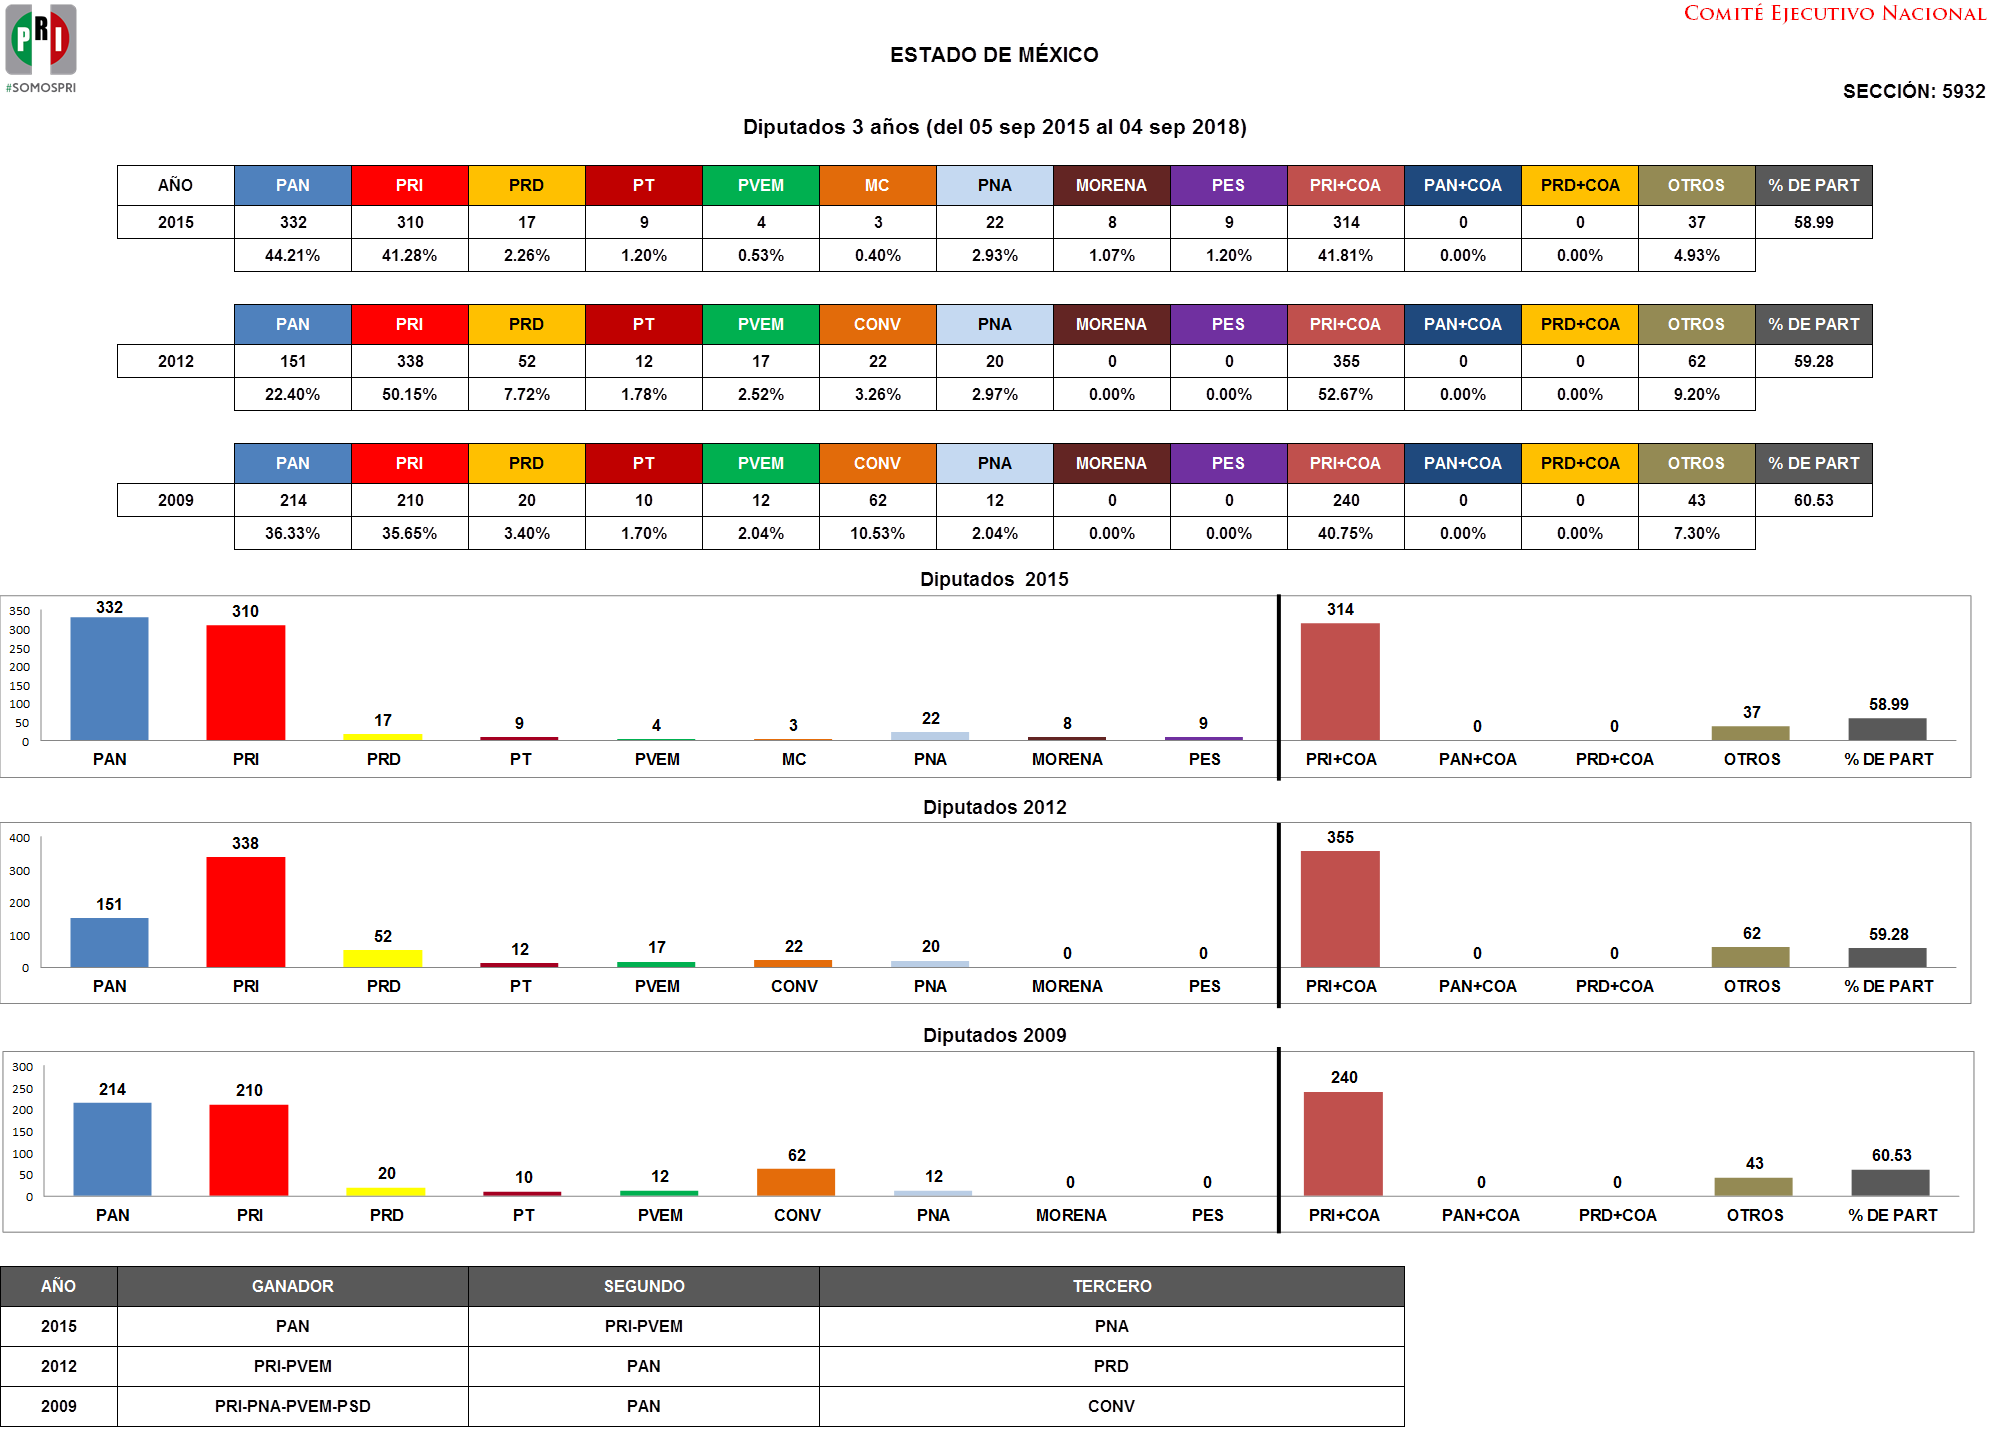 PRI
#SOMOSPRI
COMITÉ EJECUTIVO NACIONAL
ESTADO DE MÉXICO
SECCIÓN: 5932
Diputados 3 años (del 05 sep 2015 al 04 sep 2018)
AÑO PAN PRI PRD PT PVEM MC PNA MORENA PES PRI+COA PAN+COA PRD+COA OTROS % DE PART
2015 332 310 17 9 4 3 22 8 9 314 0 0 37 58.99
44.21% 41.28% 2.26% 1.20% 0.53% 0.40% 2.93% 1.07% 1.20% 41.81% 0.00% 0.00% 4.93%
PAN PRI PRD PT PVEM CONV PNA MORENA PES PRI+COA PAN+COA PRD+COA OTROS % DE PART
2012 151 338 52 12 17 22 20 0 0 355 0 0 62 59.28
22.40% 50.15% 7.72% 1.78% 2.52% 3.26% 2.97% 0.00% 0.00% 52.67% 0.00% 0.00% 9.20%
PAN PRI PRD PT PVEM CONV PNA MORENA PES PRI+COA PAN+COA PRD+COA OTROS % DE PART
2009 214 210 20 10 12 62 12 0 0 240 0 0 43 60.53
36.33% 35.65% 3.40% 1.70% 2.04% 10.53% 2.04% 0.00% 0.00% 40.75% 0.00% 0.00% 7.30%
Diputados 2015
350
300
250
200
150
100
50
0
332 310 17 9 4 3 22 8 9 314 0 0 37 58.99
PAN PRI PRD PT PVEM MC PNA MORENA PES PRI+COA PAN+COA PRD+COA OTROS % DE PART
Diputados 2012
400
300
200
100
0
151 338 52 12 17 22 20 0 0 355 0 0 62 59.28
PAN PRI PRD PT PVEM CONV PNA MORENA PES PRI+COA PAN+COA PRD+COA OTROS % DE PART
Diputados 2009
300
250
200
150
100
50
0
214 210 20 10 12 62 12 0 0 240 0 0 43 60.53
PAN PRI PRD PT PVEM CONV PNA MORENA PES PRI+COA PAN+COA PRD+COA OTROS % DE PART
AÑO GANADOR SEGUNDO TERCERO
2015 PAN PRI-PVEM PNA
2012 PRI-PVEM PAN PRD
2009 PRI-PNA-PVEM-PSD PAN CONV